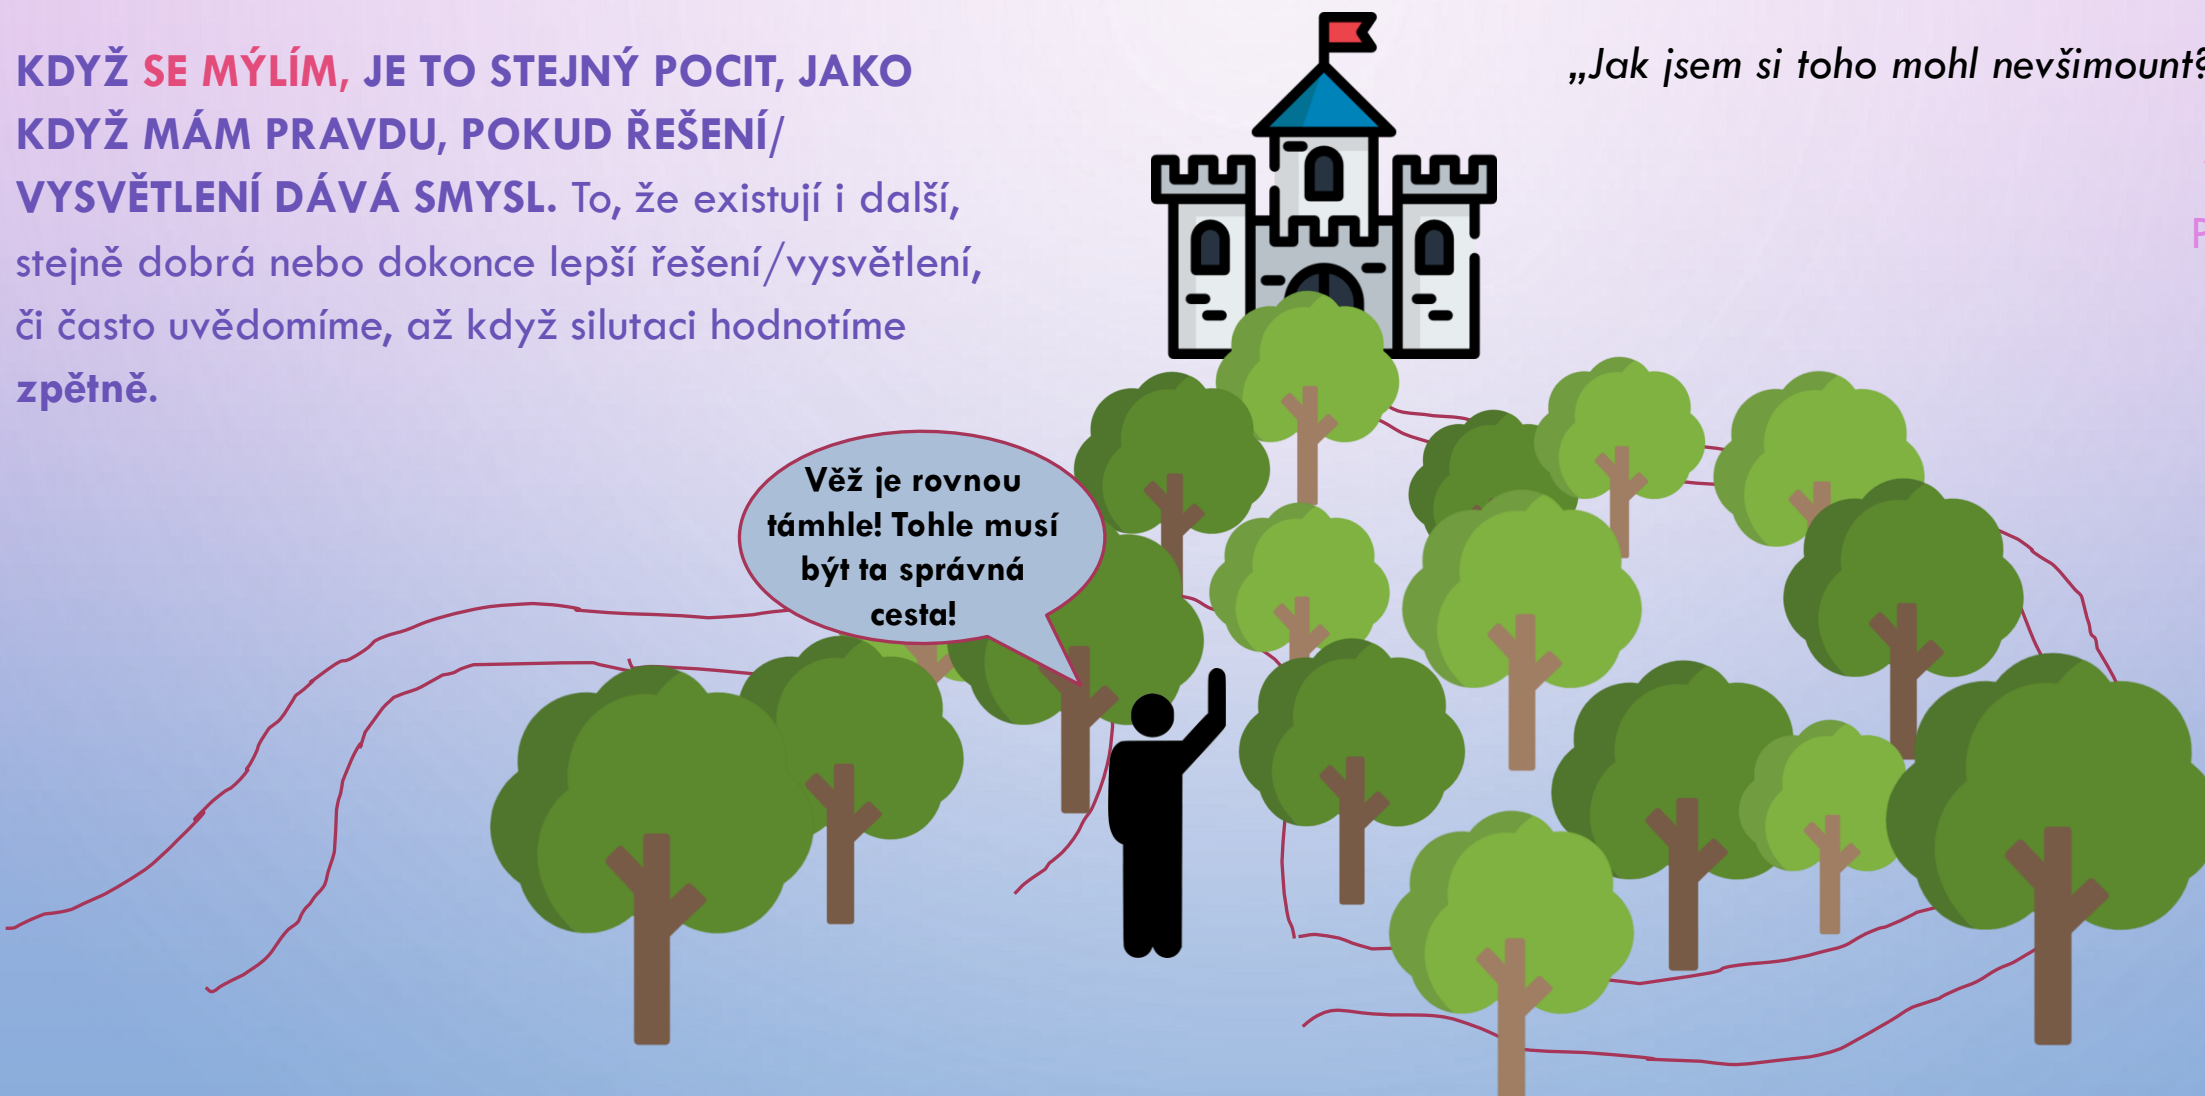 KDYŽ SE MÝLÍM, JE TO STEJNÝ POCIT, JAKO
KDYŽ MÁM PRAVDU, POKUD ŘEŠENÍ/
VYSVĚTLENÍ DÁVÁ SMYSL. To, že existují i další,
stejně dobrá nebo dokonce lepší řešení/vysvětlení,
či často uvědomíme, až když silutaci hodnotíme
zpětně.
„Jak jsem si toho mohl nevšimount?
Věž je rovnou
támhle! Tohle musí
být ta správná
cesta!